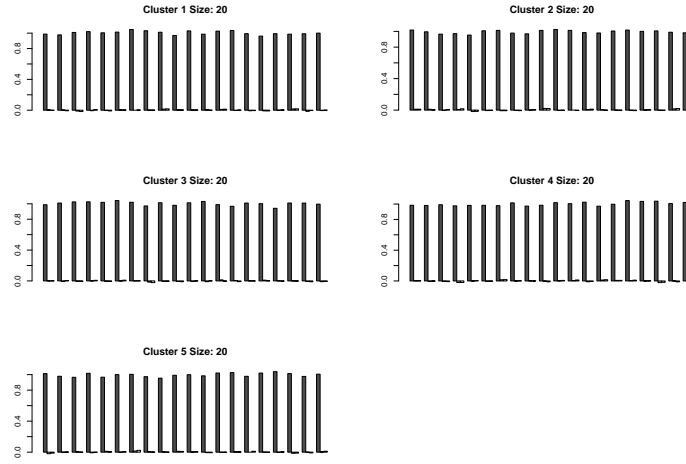 Cluster 1 Size: 20
0.0 0.4 0.8
Cluster 2 Size: 20
0.0 0.4 0.8
Cluster 3 Size: 20
0.0 0.4 0.8
Cluster 4 Size: 20
0.0 0.4 0.8
Cluster 5 Size: 20
0.0 0.4 0.8